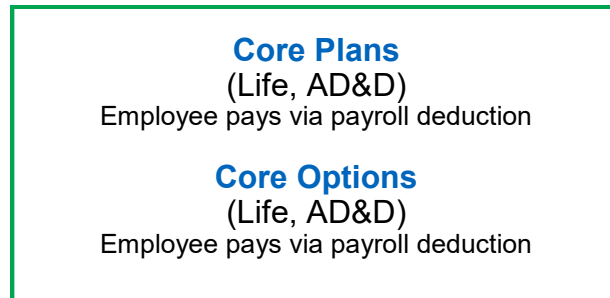 Core Plans
(Life, AD&D)
Employee pays via payroll deduction
Core Options
(Life, AD&D)
Employee pays via payroll deduction